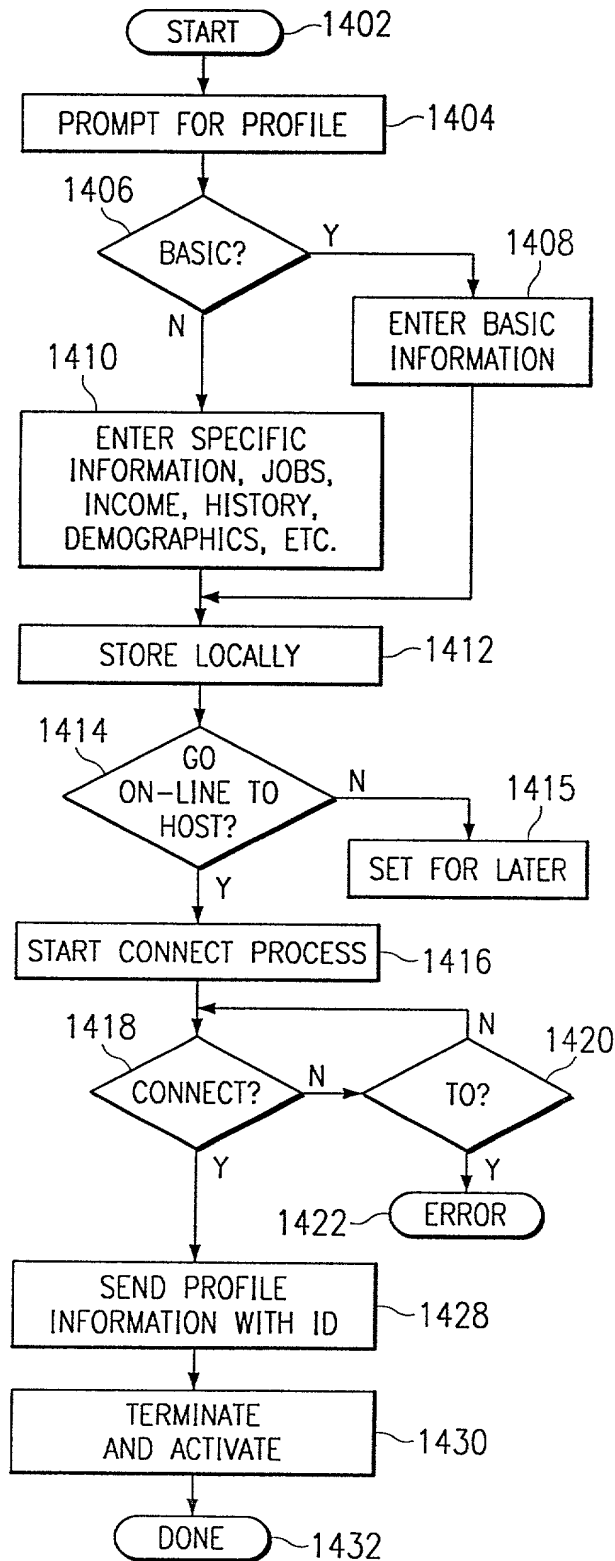 START
1402
PROMPT FOR PROFILE
1404
1406
BASIC?
Y
N
1408
ENTER BASIC
INFORMATION
1410
ENTER SPECIFIC
INFORMATION, JOBS,
INCOME, HISTORY,
DEMOGRAPHICS, ETC.
STORE LOCALLY
1412
1414
GO
ON-LINE TO
HOST?
N
Y
1415
SET FOR LATER
START CONNECT PROCESS
1416
1418
CONNECT?
N
Y
N
1420
TO?
Y
1422
ERROR
SEND PROFILE
INFORMATION WITH ID
1428
TERMINATE
AND ACTIVATE
1430
DONE
1432